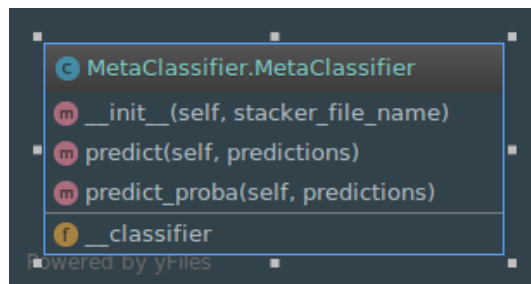 C MetaClassifier.MetaClassifier
m __init__(self, stacker_file_name)
m predict(self, predictions)
m predict_proba(self, predictions)
f __classifier
Powered by yFiles